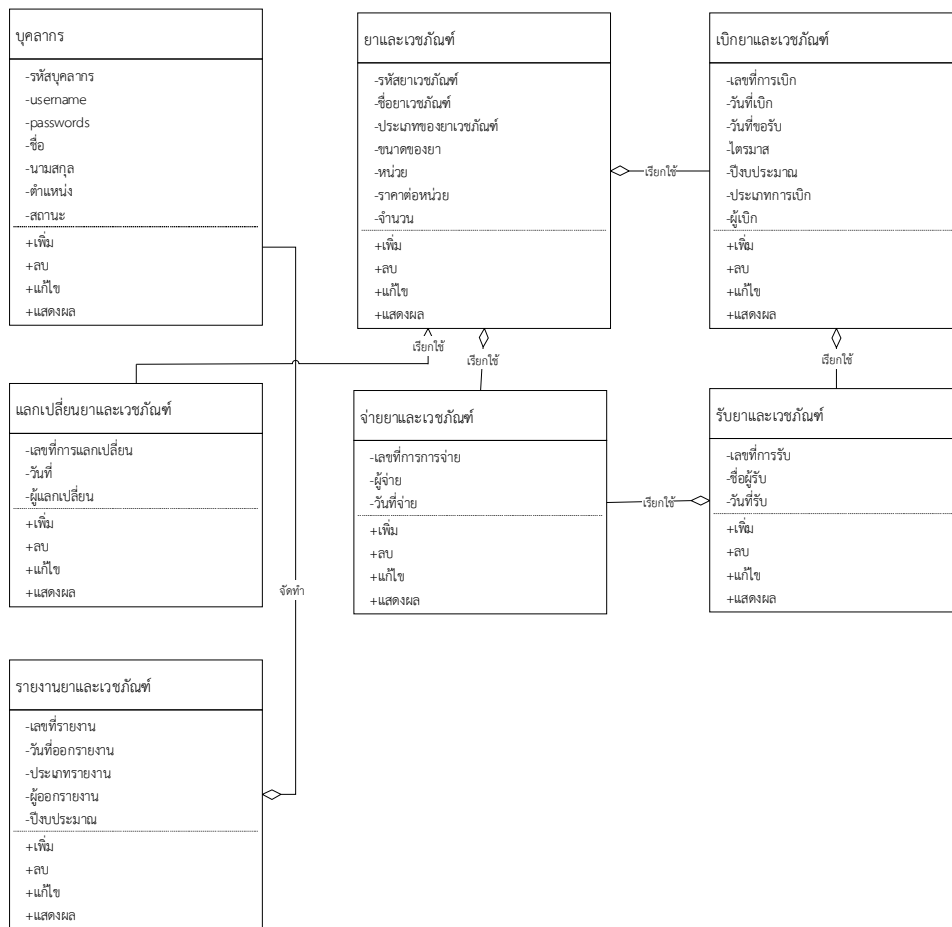 บุคลากร
-รหัสบุคลากร
-username
-passwords
-ชื่อ
-นามสกุล
-ตำแหน่ง
-สถานะ
+เพิ่ม
+ลบ
+แก้ไข
+แสดงผล
ยาและเวชภัณฑ์
-รหัสยาเวชภัณฑ์
-ชื่อยาเวชภัณฑ์
-ประเภทของยาเวชภัณฑ์
-ขนาดของยา
-หน่วย
-ราคาต่อหน่วย
-จำนวน
+เพิ่ม
+ลบ
+แก้ไข
+แสดงผล
เรียกใช้
เบิกยาและเวชภัณฑ์
-เลขที่การเบิก
-วันที่เบิก
-วันที่ขอรับ
-ไตรมาส
-ปีงบประมาณ
-ประเภทการเบิก
-ผู้เบิก
+เพิ่ม
+ลบ
+แก้ไข
+แสดงผล
เรียกใช้
เรียกใช้
เรียกใช้
แลกเปลี่ยนยาและเวชภัณฑ์
-เลขที่การแลกเปลี่ยน
-วันที่
-ผู้แลกเปลี่ยน
+เพิ่ม
+ลบ
+แก้ไข
+แสดงผล
จัดทำ
จ่ายยาและเวชภัณฑ์
-เลขที่การการจ่าย
-ผู้จ่าย
-วันที่จ่าย
+เพิ่ม
+ลบ
+แก้ไข
+แสดงผล
เรียกใช้
รับยาและเวชภัณฑ์
-เลขที่การรับ
-ชื่อผู้รับ
-วันที่รับ
+เพิ่ม
+ลบ
+แก้ไข
+แสดงผล
รายงานยาและเวชภัณฑ์
-เลขที่รายงาน
-วันที่ออกรายงาน
-ประเภทรายงาน
-ผู้ออกรายงาน
-ปีงบประมาณ
+เพิ่ม
+ลบ
+แก้ไข
+แสดงผล